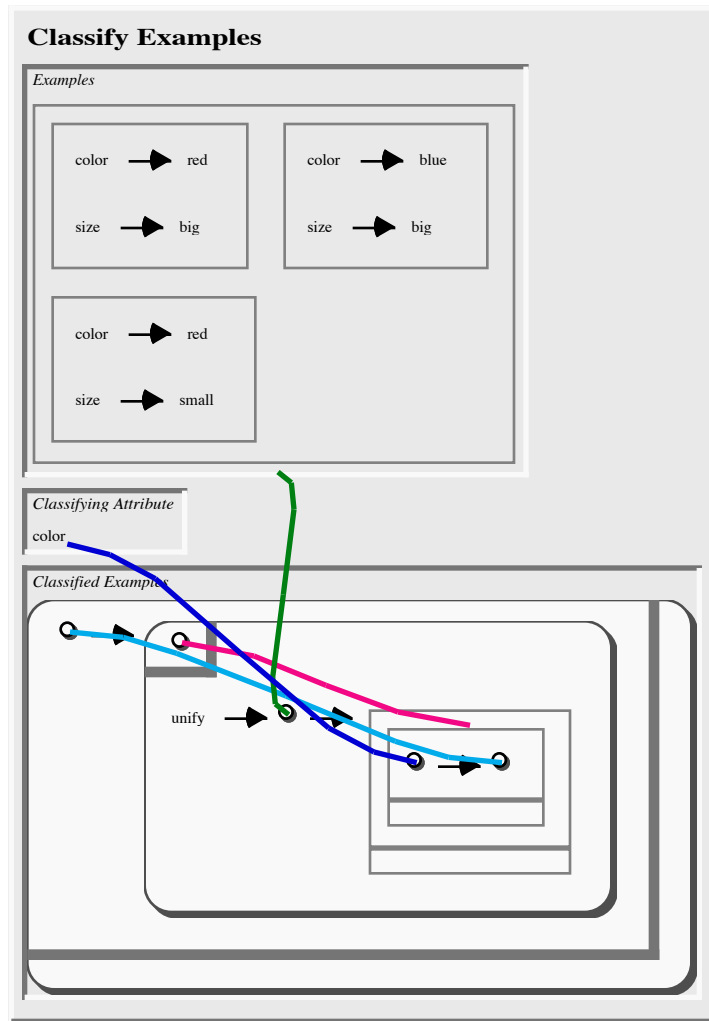 Classify Examples
Examples
color red color blue
size big size big
color red
size small
Classifying Attribute
color
Classified Examples
unify